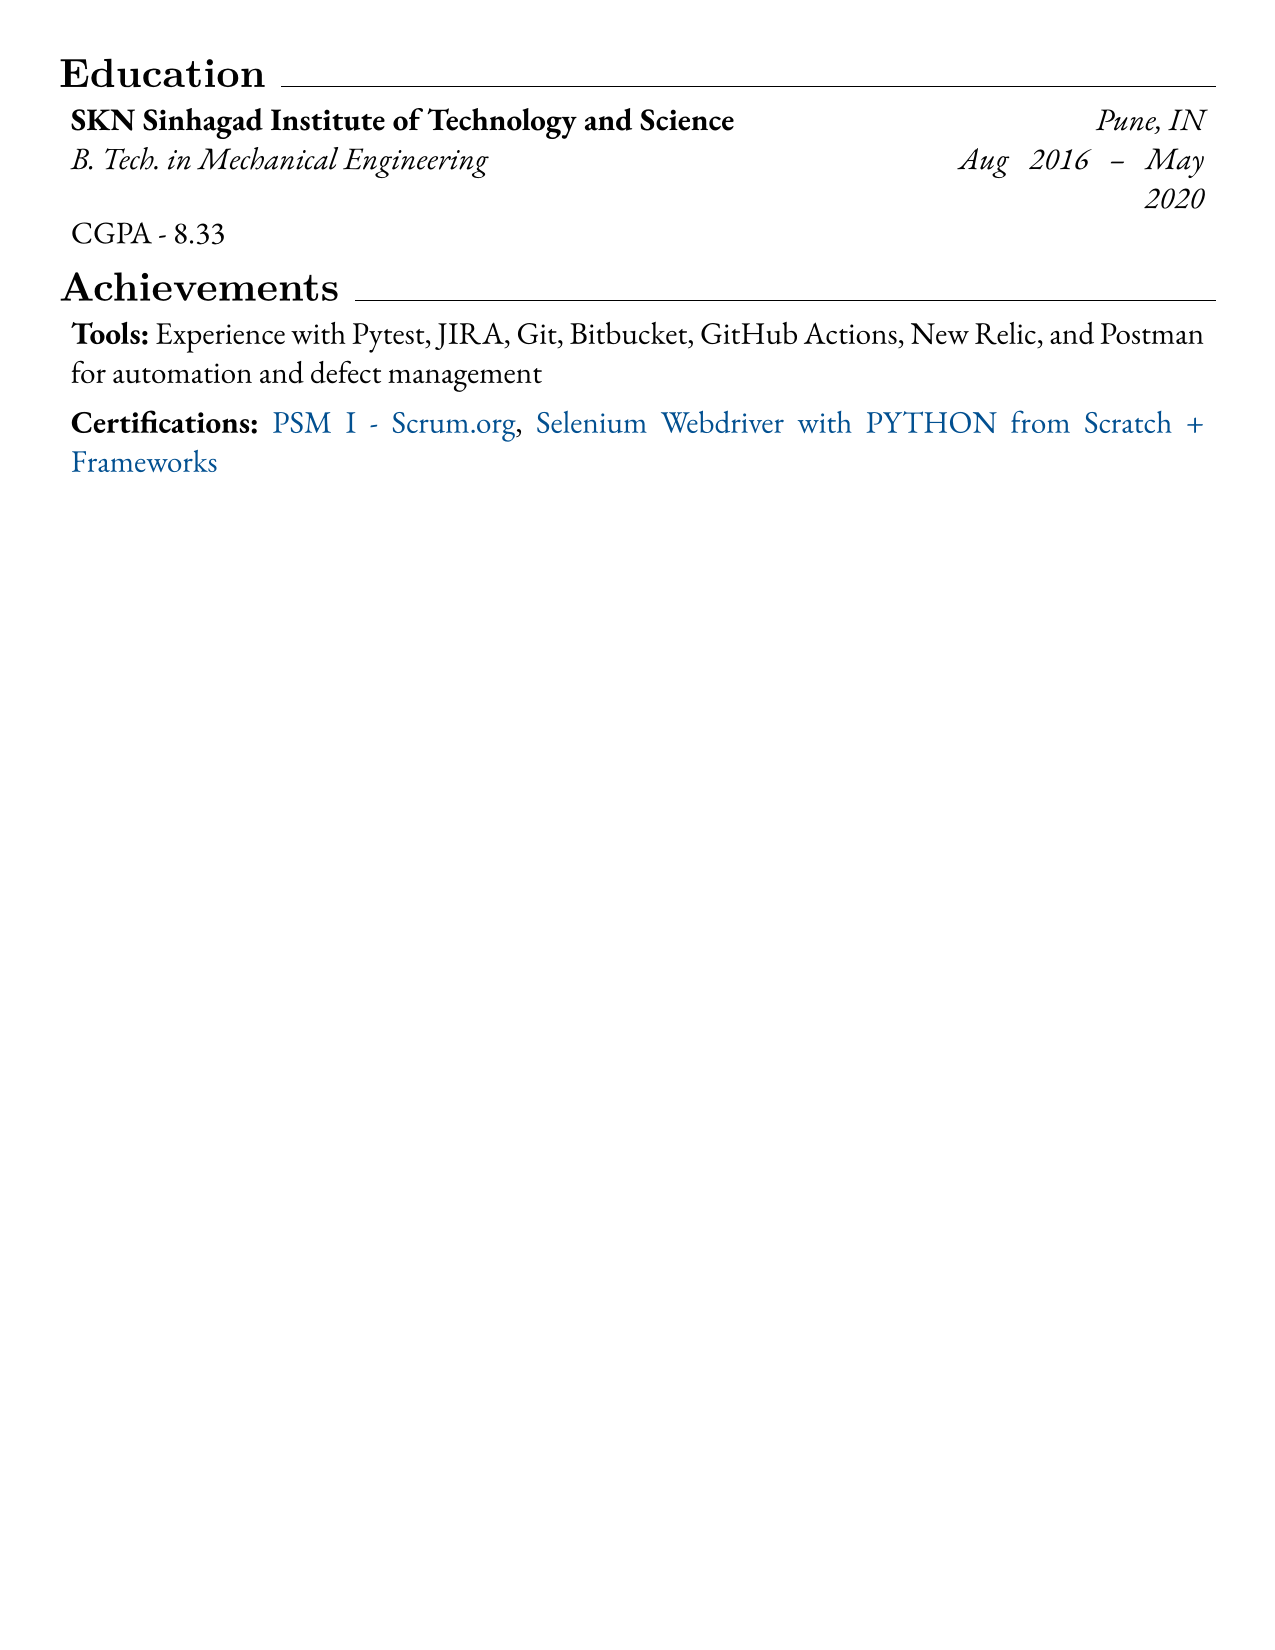 Education
SKN Sinhagad Institute of Technology and Science Pune, IN
B. Tech. in Mechanical Engineering Aug 2016 – May
2020
CGPA - 8.33
Achievements
Tools: Experience with Pytest, JIRA, Git, Bitbucket, GitHub Actions, New Relic, and Postman
for automation and defect management
Certifications: PSM I - Scrum.org, Selenium Webdriver with PYTHON from Scratch +
Frameworks